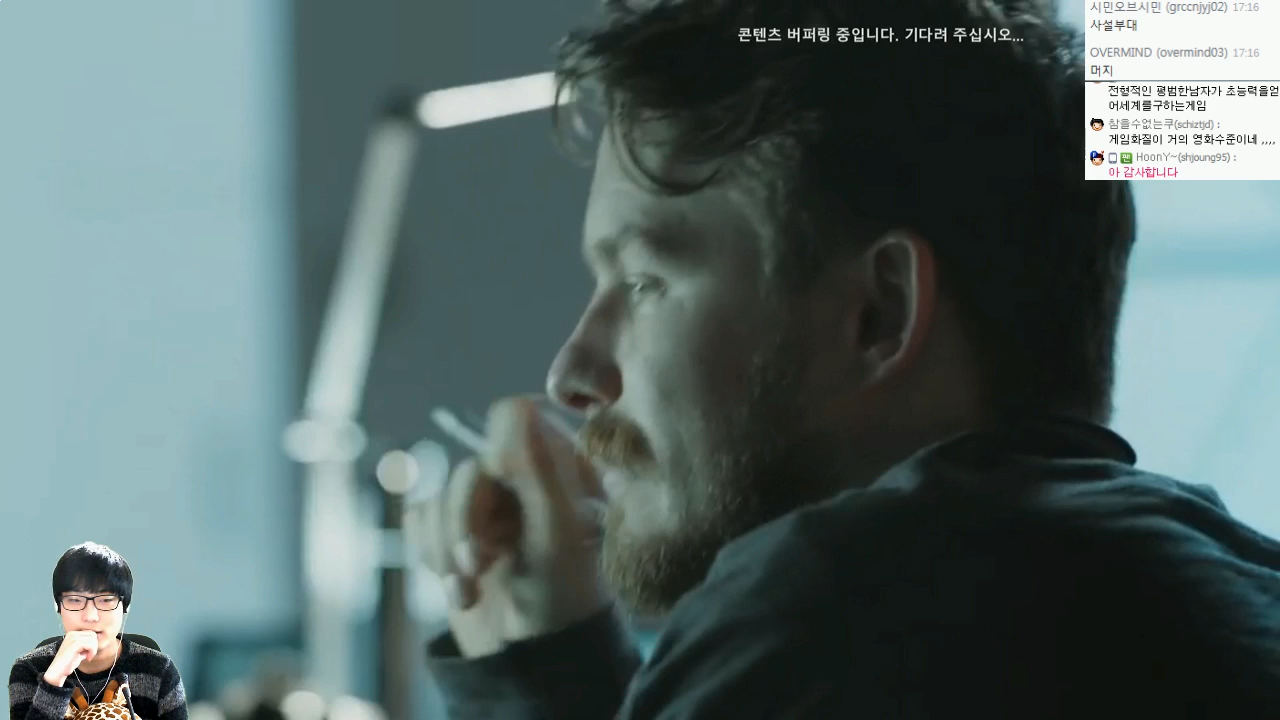 콘텐츠 버퍼링 중입니다. 기다려 주십시오...
시민오브시민 (grccnjyj02) 17:16
사설부대
OVERMIND (overmind03) 17:16
머지
전형적인 평범한남자가 초능력을얻
어세계를구하는게임
참을수없는쿠(schiztjd) :
게임화질이 거의 영화수준이네 ,,,,
팬 HoonY~(shjoung95) :
아 감사합니다